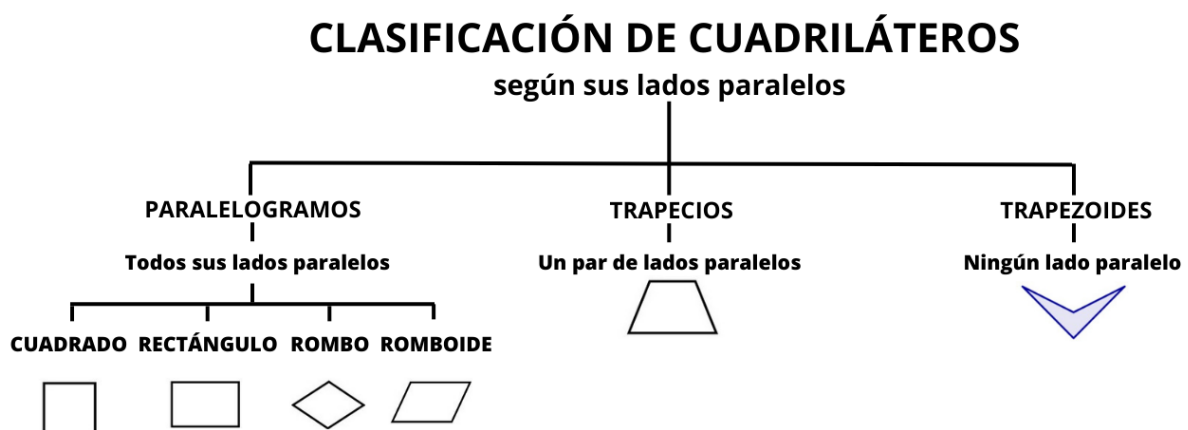 CLASIFICACIÓN DE CUADRILÁTEROS
según sus lados paralelos
PARALELOGRAMOS
TRAPECIOS
TRAPEZOIDES
Todos sus lados paralelos
Un par de lados paralelos
Ningún lado paralelo
CUADRADO
RECTÁNGULO
ROMBO
ROMBOIDE